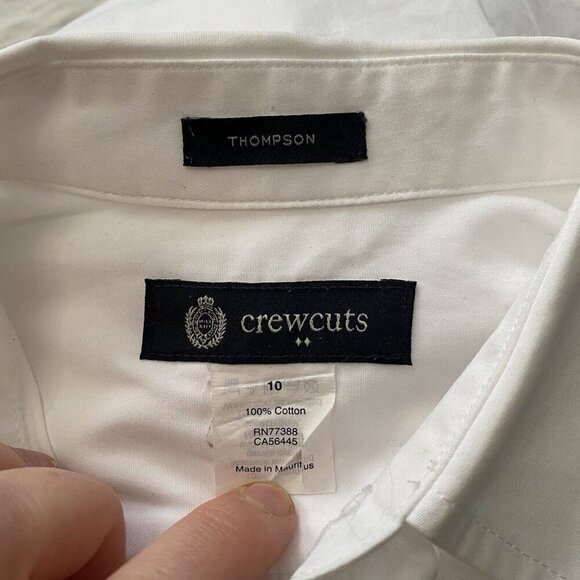 THOMPSON
crewcuts
10
100% Cotton
RN77388
CA56445
Made in Mauritius